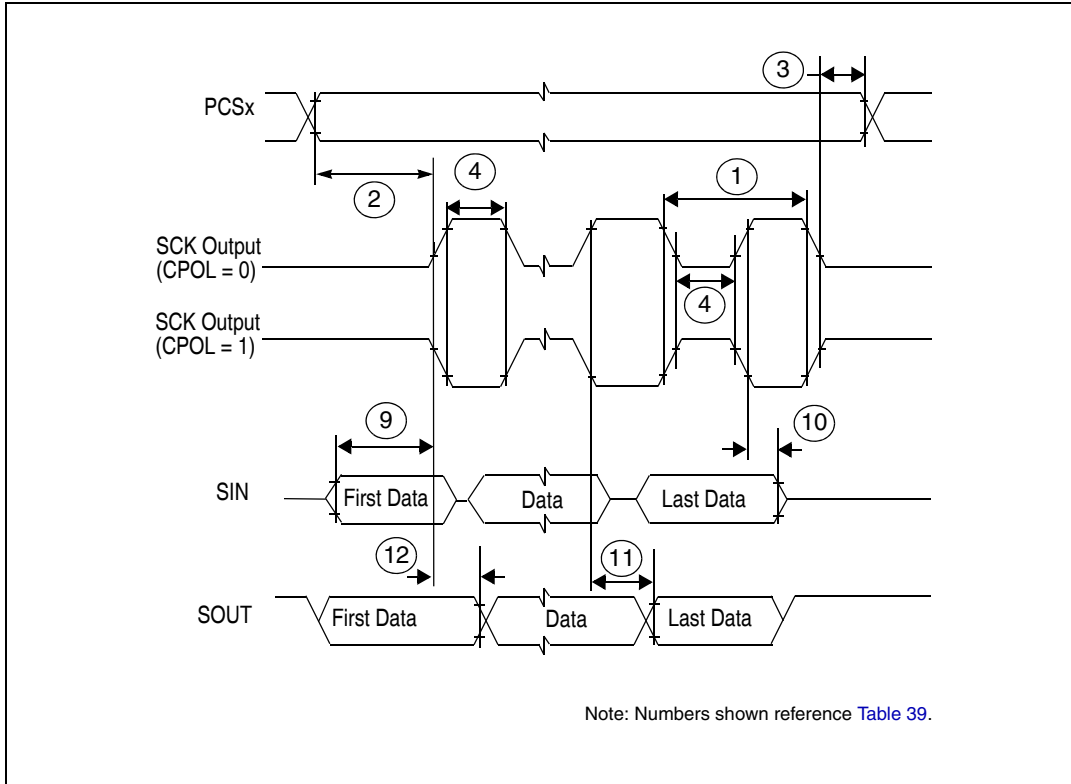 3
PCSx
2
4
1
SCK Output
(CPOL = 0)
4
SCK Output
(CPOL = 1)
9
10
SIN
First Data
Data
Last Data
12
11
SOUT
First Data
Data
Last Data
Note: Numbers shown reference Table 39.